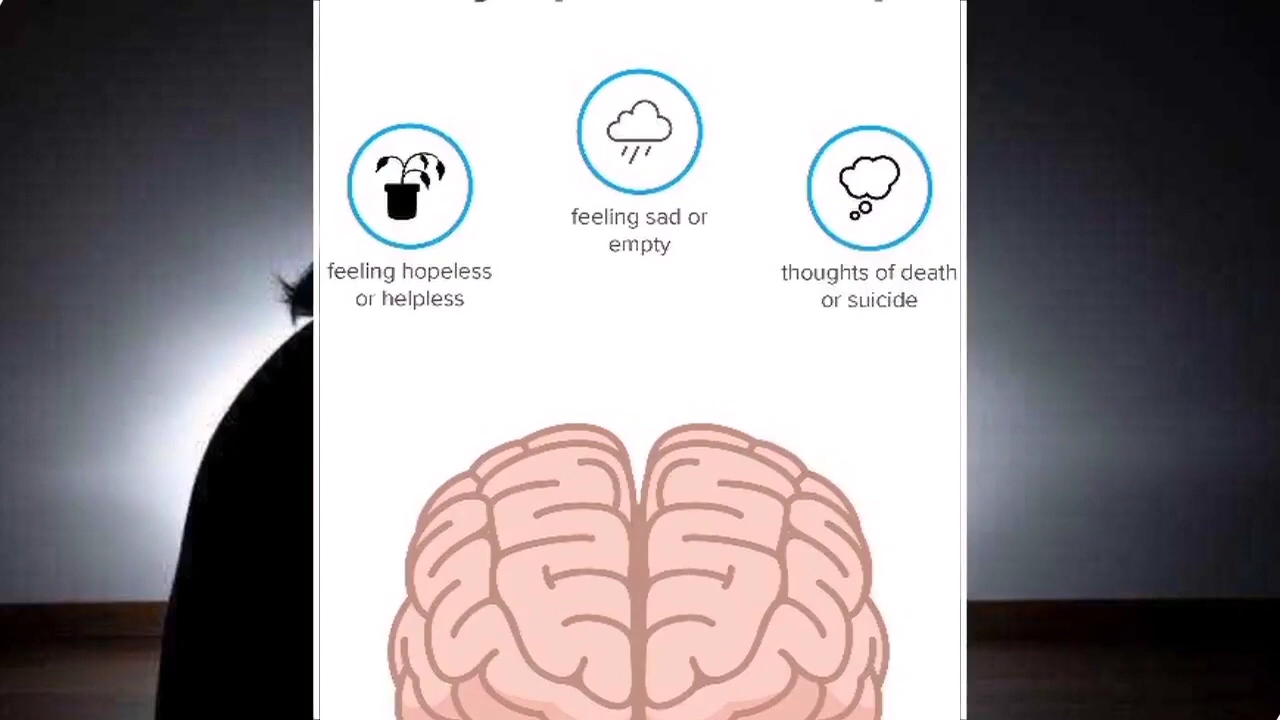 feeling sad or
empty
feeling hopeless
or helpless
thoughts of death
or suicide